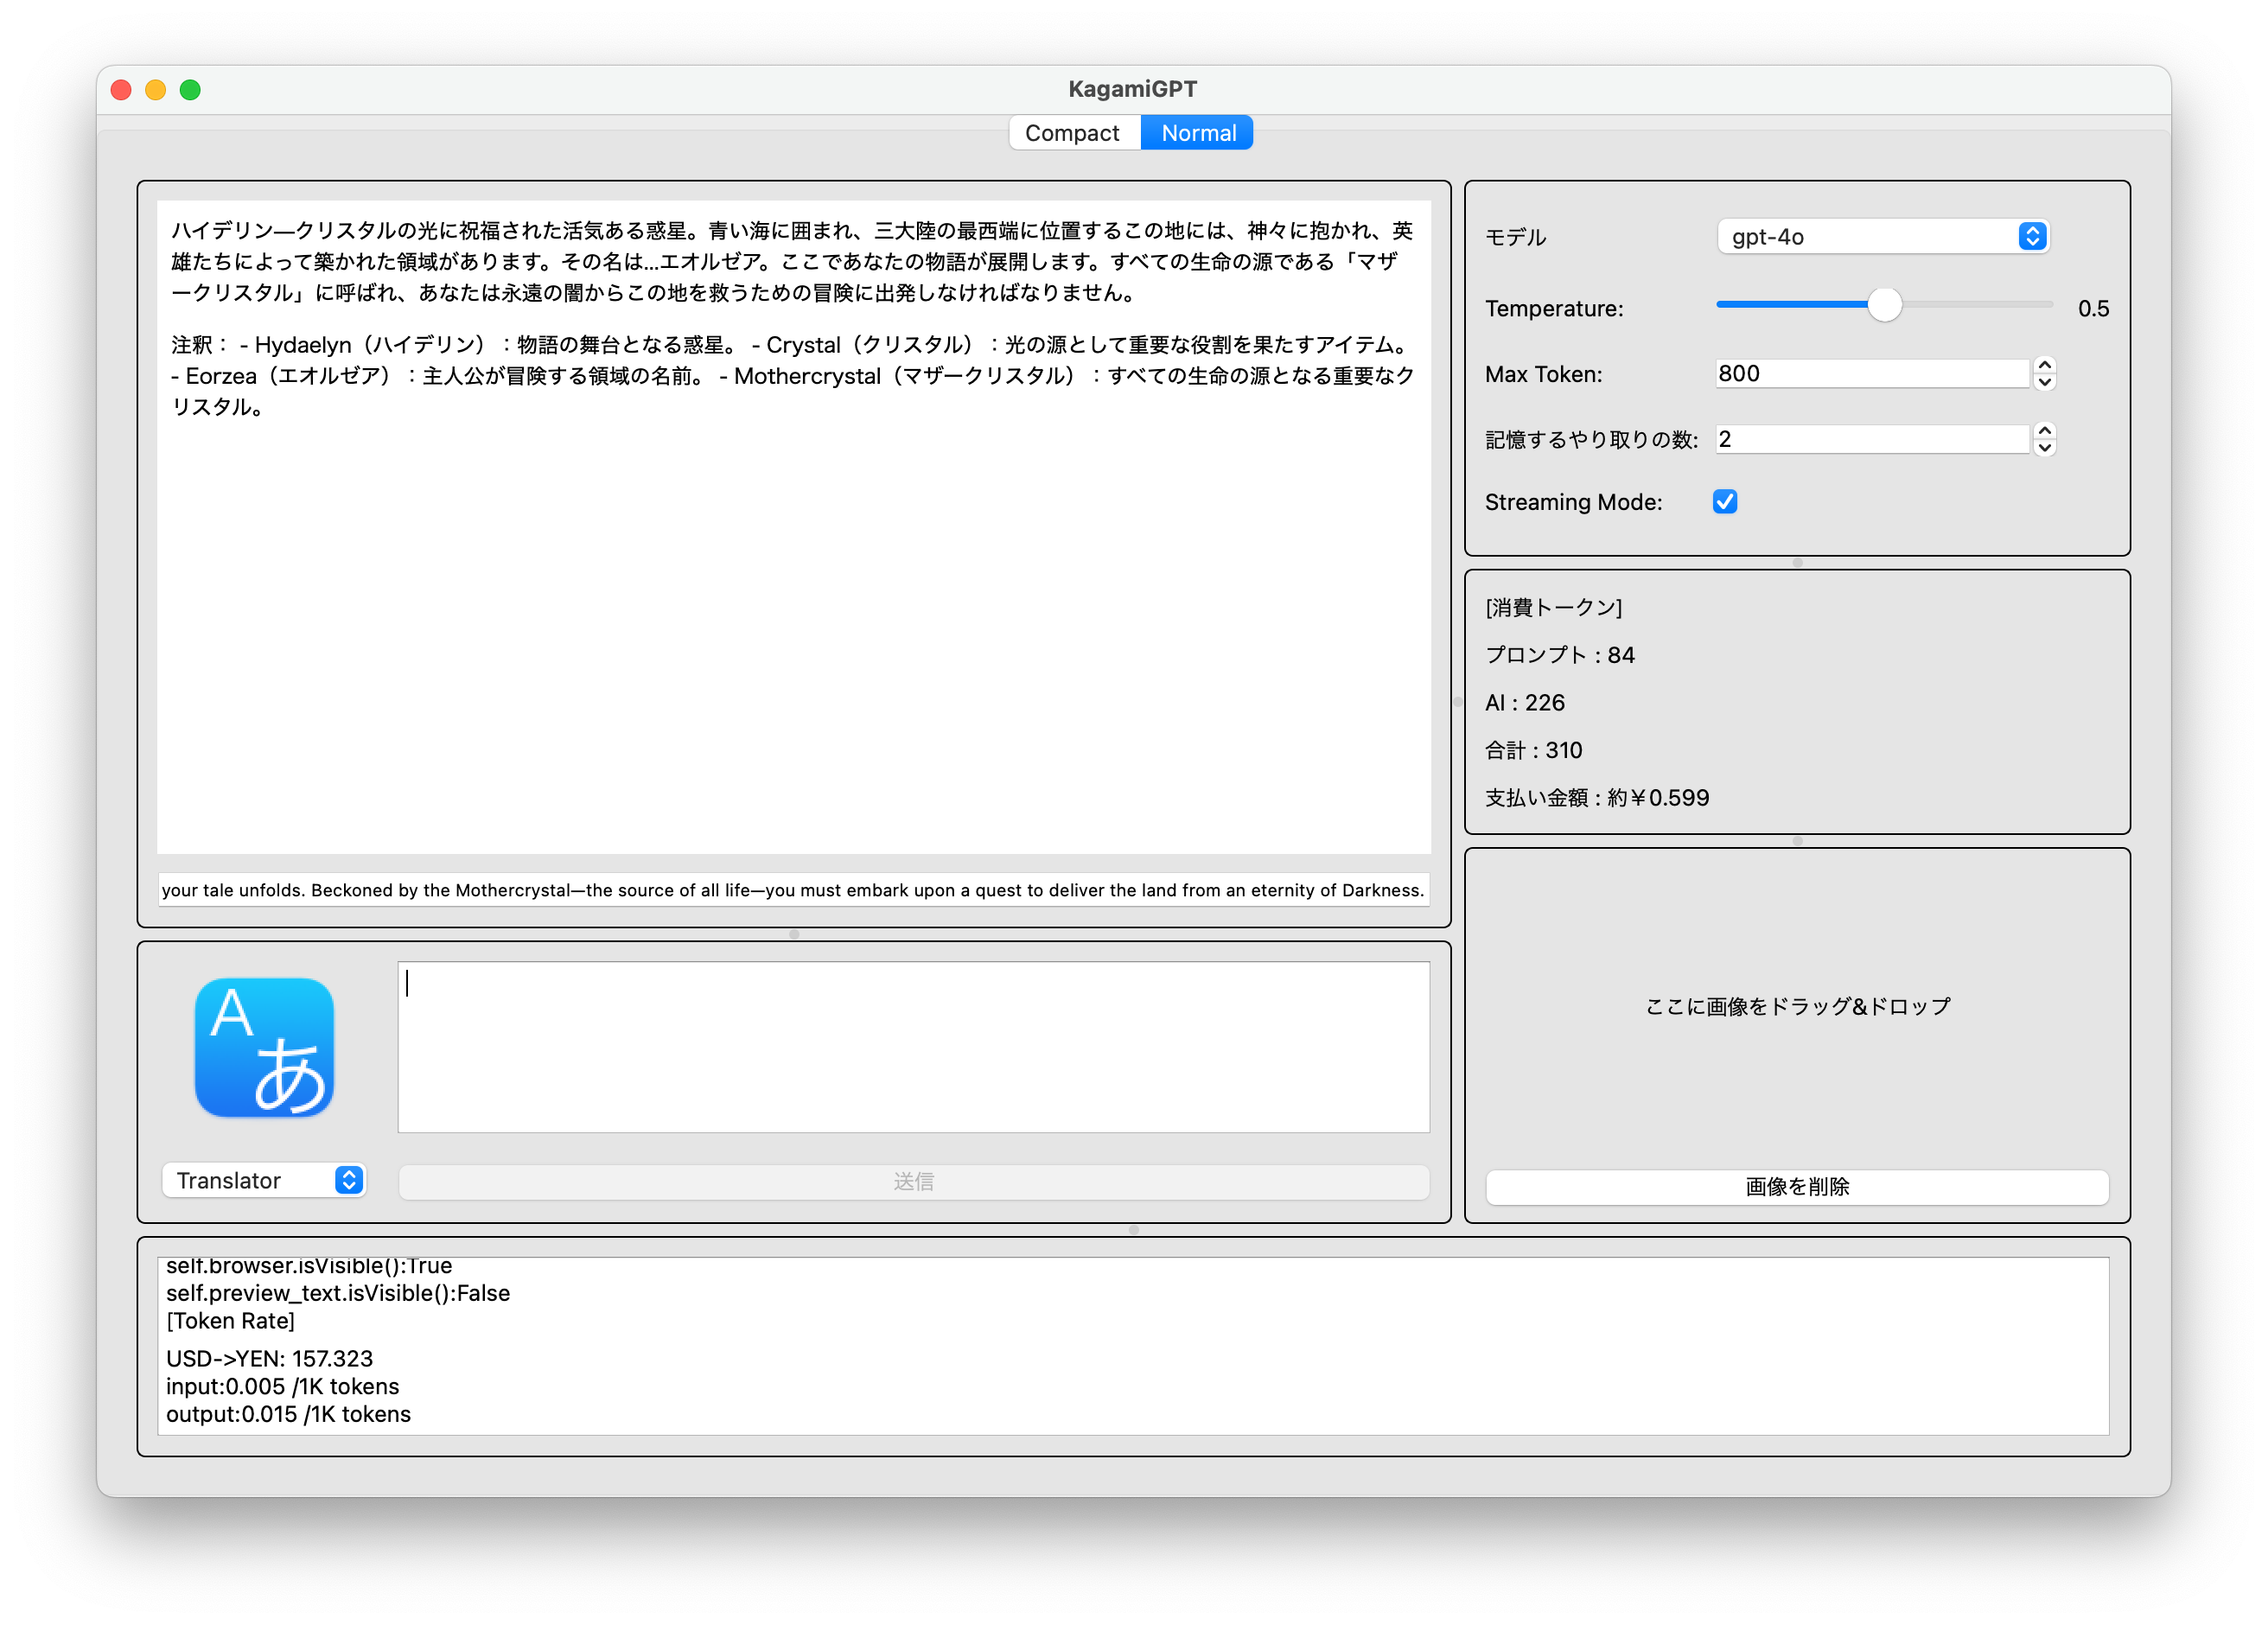 KagamiGPT
Compact
Normal
ハイデリン—クリスタルの光に祝福された活気ある惑星。青い海に囲まれ、三大陸の最西端に位置するこの地には、神々に抱かれ、英
雄たちによって築かれた領域があります。その名は...エオルゼア。ここであなたの物語が展開します。すべての生命の源である「マザ
ークリスタル」に呼ばれ、あなたは永遠の闇からこの地を救うための冒険に出発しなければなりません。
注釈： - Hydaelyn（ハイデリン）：物語の舞台となる惑星。 - Crystal（クリスタル）：光の源として重要な役割を果たすアイテム。
- Eorzea（エオルゼア）：主人公が冒険する領域の名前。 - Mothercrystal（マザークリスタル）：すべての生命の源となる重要なク
リスタル。
your tale unfolds. Beckoned by the Mothercrystal—the source of all life—you must embark upon a quest to deliver the land from an eternity of Darkness.
A
あ
Translator
送信
モデル
gpt-4o
Temperature:
0.5
Max Token:
800
記憶するやり取りの数:
2
Streaming Mode:
[消費トークン]
プロンプト : 84
AI : 226
合計 : 310
支払い金額 : 約￥0.599
ここに画像をドラッグ&ドロップ
画像を削除
self.browser.isVisible():True
self.preview_text.isVisible():False
[Token Rate]
USD->YEN: 157.323
input:0.005 /1K tokens
output:0.015 /1K tokens